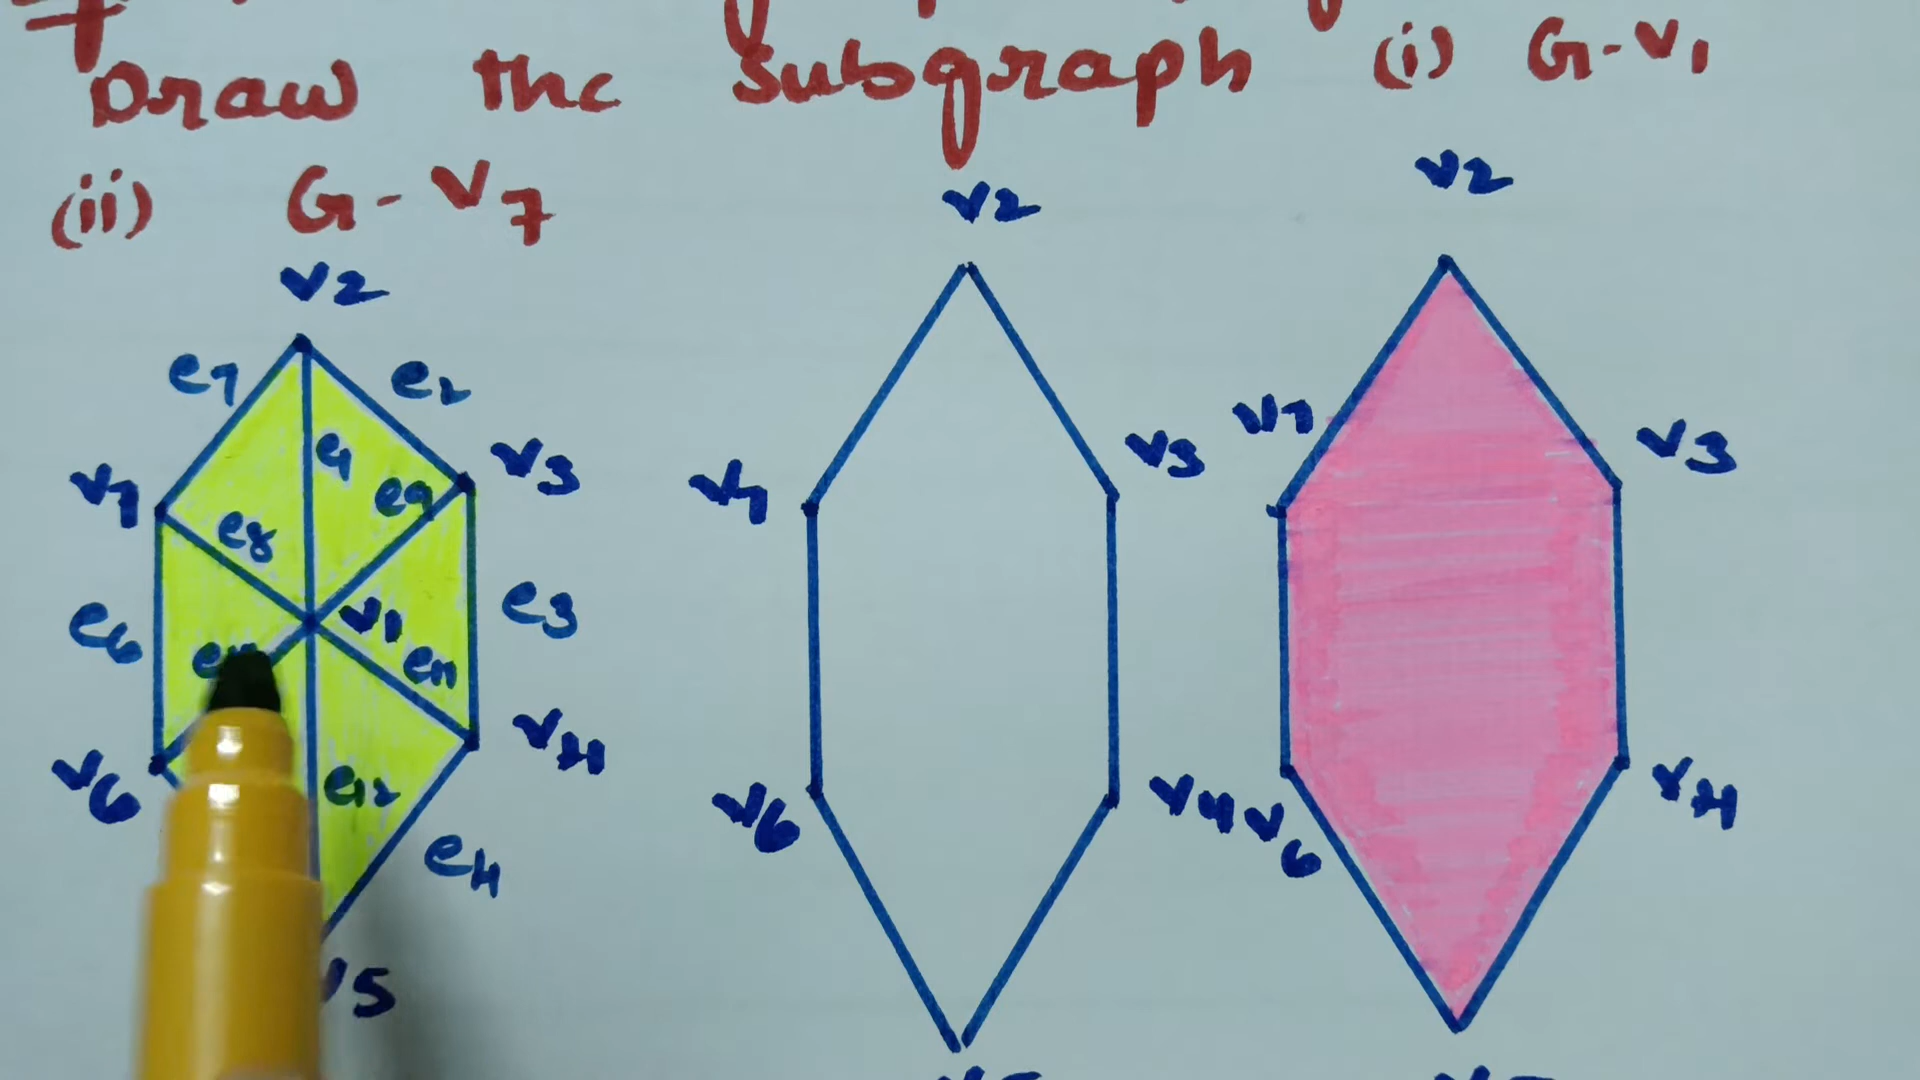 Draw the Subgraph (i) G-V1
(ii) G-V7
V2
V2
V2
e7 e2
e1 V3
V7 e9
e8
V7 V3
V7 V3
e6 V1 e3
e11
V6 V4
e12
e4
V5
V6 V4
V6 V4